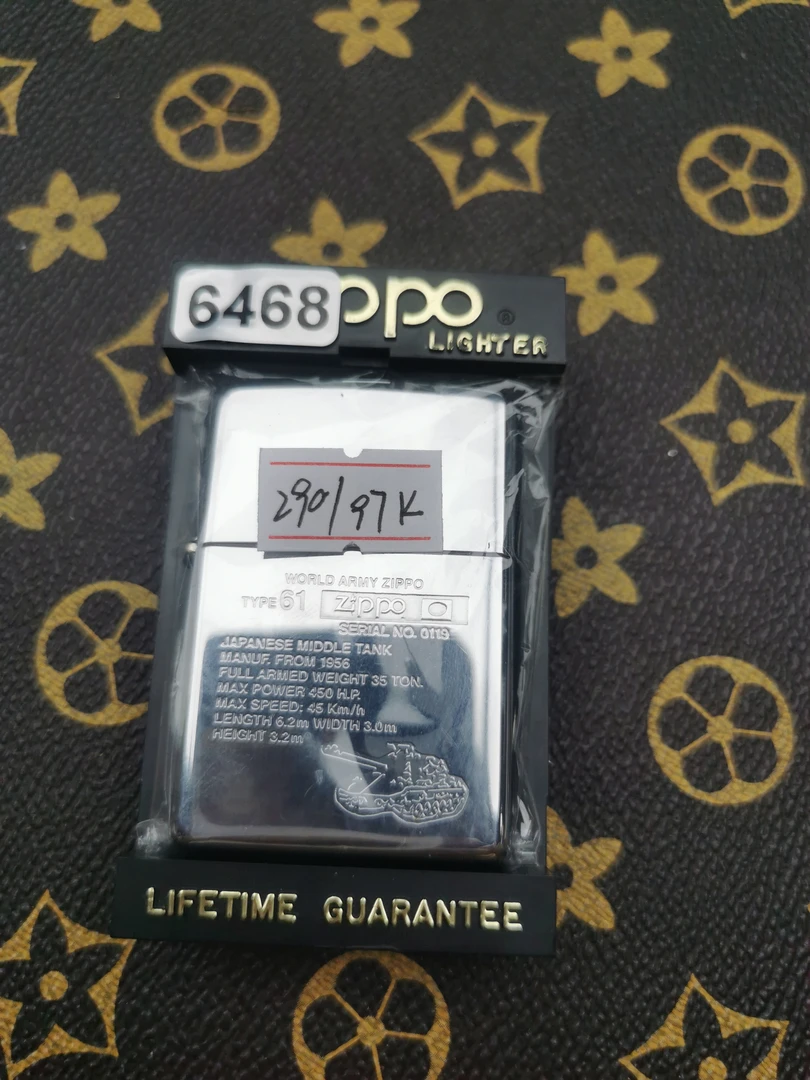 6468
ppo
LIGHTER
290/97K
WORLD ARMY ZIPPO
TYPE 61 Zippo
SERIAL NO. 0119
JAPANESE MIDDLE TANK
MANUF. FROM 1956
FULL ARMED WEIGHT 35 TON.
MAX POWER 450 H.P.
MAX SPEED: 45 Km/h
LENGTH 6.2m WIDTH 3.0m
HEIGHT 3.2m
LIFETIME GUARANTEE